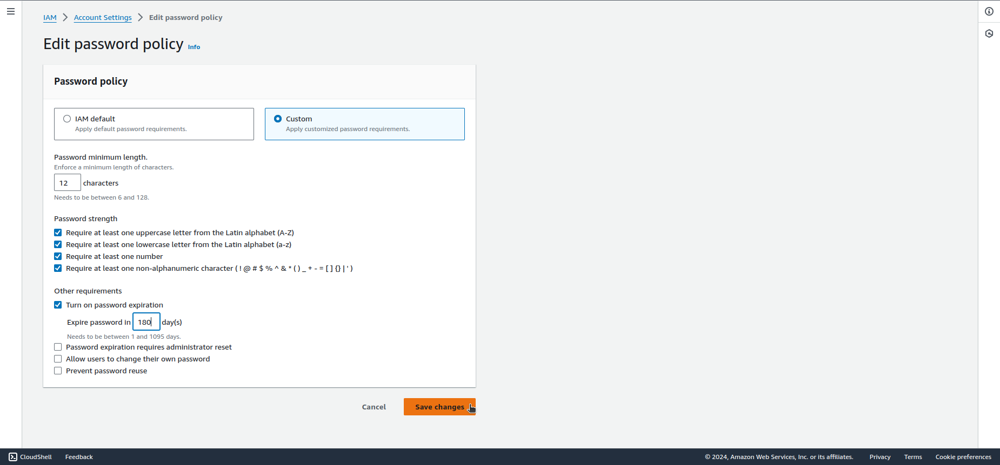 IAM > Account Settings > Edit password policy
Edit password policy Info
Password policy
IAM default
Apply default password requirements.
Custom
Apply customized password requirements.
Password minimum length.
Enforce a minimum length of characters.
12 characters
Needs to be between 6 and 128.
Password strength
Require at least one uppercase letter from the Latin alphabet (A-Z)
Require at least one lowercase letter from the Latin alphabet (a-z)
Require at least one number
Require at least one non-alphanumeric character ( ! @ # $ % ^ & * ( ) _ + - = [ ] {} | ' )
Other requirements
Turn on password expiration
Expire password in 180 day(s)
Needs to be between 1 and 1095 days.
Password expiration requires administrator reset
Allow users to change their own password
Prevent password reuse
Cancel Save changes
CloudShell Feedback © 2024, Amazon Web Services, Inc. or its affiliates. Privacy Terms Cookie preferences